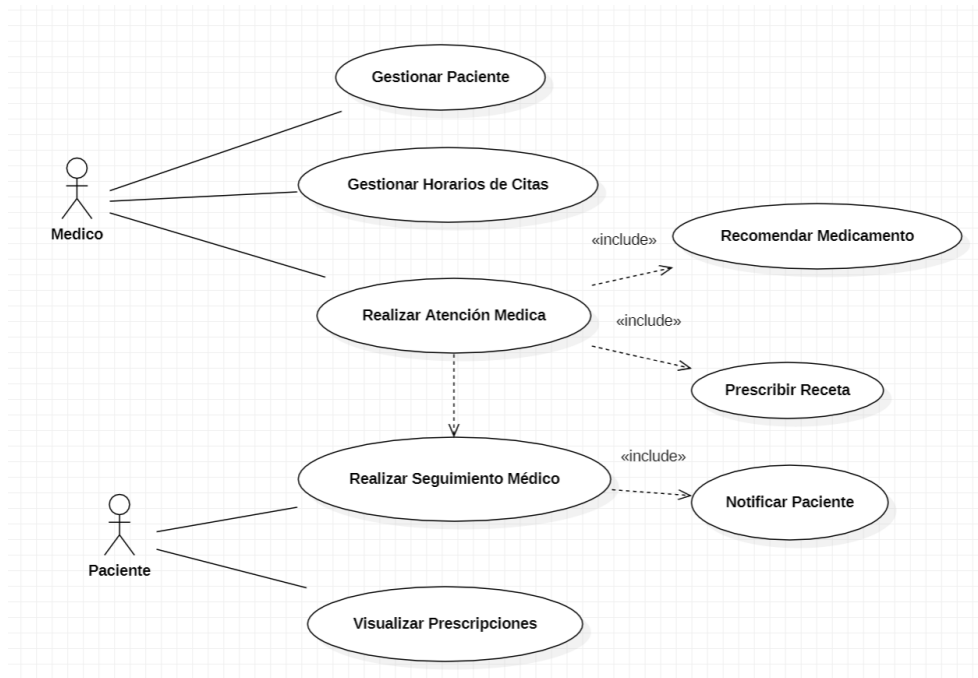 Gestionar Paciente
Gestionar Horarios de Citas
Medico
«include»
Recomendar Medicamento
Realizar Atención Medica
«include»
Prescribir Receta
«include»
Realizar Seguimiento Médico
Notificar Paciente
Paciente
Visualizar Prescripciones